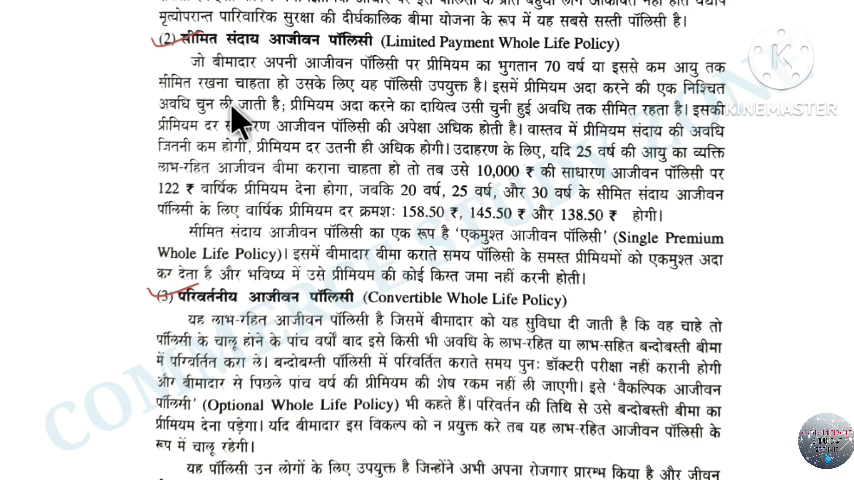 मृत्योपरान्त पारिवारिक सुरक्षा की दीर्घकालिक बीमा योजना के रूप में यह सबसे सस्ती पॉलिसी है।
(2) सीमित संदाय आजीवन पॉलिसी (Limited Payment Whole Life Policy)
जो बीमादार अपनी आजीवन पॉलिसी पर प्रीमियम का भुगतान 70 वर्ष या इससे कम आयु तक
सीमित रखना चाहता हो उसके लिए यह पॉलिसी उपयुक्त है। इसमें प्रीमियम अदा करने की एक निश्चित
अवधि चुन ली जाती है; प्रीमियम अदा करने का दायित्व उसी चुनी हुई अवधि तक सीमित रहता है। इसकी
प्रीमियम दर आजीवन पॉलिसी की अपेक्षा अधिक होती है। वास्तव में प्रीमियम संदाय की अवधि
जितनी कम होगी, प्रीमियम दर उतनी ही अधिक होगी। उदाहरण के लिए, यदि 25 वर्ष की आयु का व्यक्ति
लाभ-रहित आजीवन बीमा कराना चाहता हो तो तब उसे 10,000 ₹ की साधारण आजीवन पॉलिसी पर
122 ₹ वार्षिक प्रीमियम देना होगा, जबकि 20 वर्ष, 25 वर्ष, और 30 वर्ष के सीमित संदाय आजीवन
पॉलिसी के लिए वार्षिक प्रीमियम दर क्रमशः 158.50 ₹, 145.50 ₹ और 138.50 ₹ होगी।
सीमित संदाय आजीवन पॉलिसी का एक रूप है 'एकमुश्त आजीवन पॉलिसी' (Single Premium
Whole Life Policy)। इसमें बीमादार बीमा कराते समय पॉलिसी के समस्त प्रीमियमों को एकमुश्त अदा
कर देता है और भविष्य में उसे प्रीमियम की कोई किस्त जमा नहीं करनी होती।
(3) परिवर्तनीय आजीवन पॉलिसी (Convertible Whole Life Policy)
यह लाभ-रहित आजीवन पॉलिसी है जिसमें बीमादार को यह सुविधा दी जाती है कि वह चाहे तो
पॉलिसी के चालू होने के पांच वर्षों बाद इसे किसी भी अवधि के लाभ-रहित या लाभ-सहित बन्दोबस्ती बीमा
में परिवर्तित करा ले। बन्दोबस्ती पॉलिसी में परिवर्तित कराते समय पुनः डॉक्टरी परीक्षा नहीं करानी होगी
और बीमादार से पिछले पांच वर्ष की प्रीमियम की शेष रकम नहीं ली जाएगी। इसे 'वैकल्पिक आजीवन
पॉलिसी' (Optional Whole Life Policy) भी कहते हैं। परिवर्तन की तिथि से उसे बन्दोबस्ती बीमा का
प्रीमियम देना पड़ेगा। यदि बीमादार इस विकल्प को न प्रयुक्त करे तब यह लाभ-रहित आजीवन पॉलिसी के
रूप में चालू रहेगी।
यह पॉलिसी उन लोगों के लिए उपयुक्त है जिन्होंने अभी अपना रोजगार प्रारम्भ किया है और जीवन
KINEMASTER
COMMERCE STUDY ZONE